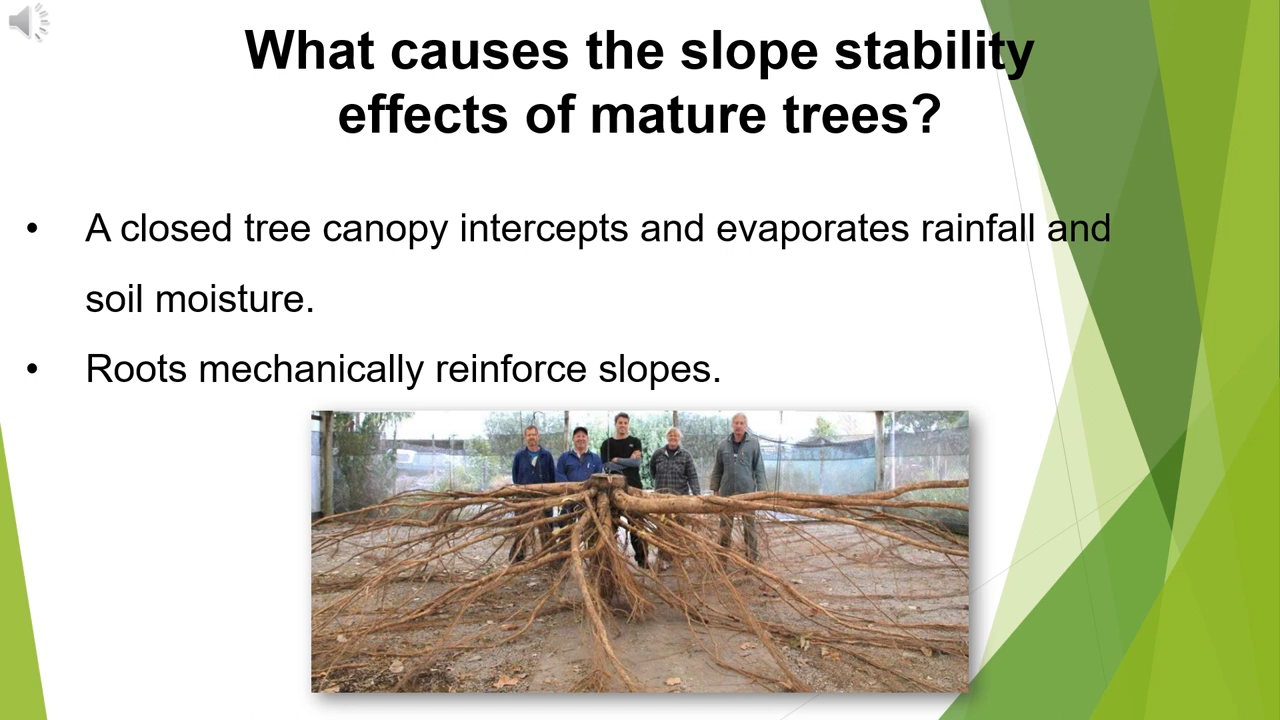 What causes the slope stability
effects of mature trees?
• A closed tree canopy intercepts and evaporates rainfall and
soil moisture.
• Roots mechanically reinforce slopes.